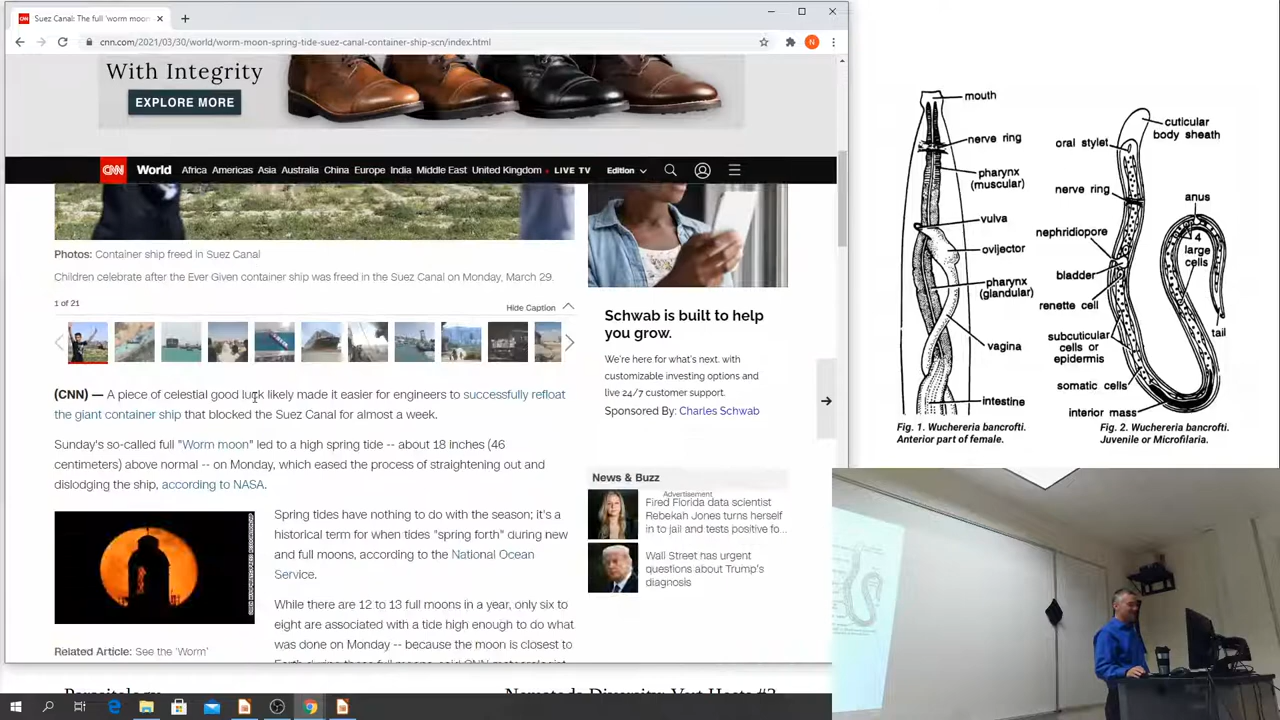 Suez Canal: The full 'worm moon
cnn.com/2021/03/30/world/worm-moon-spring-tide-suez-canal-container-ship-scn/index.html
N
With Integrity
EXPLORE MORE
CNN World Africa Americas Asia Australia China Europe India Middle East United Kingdom LIVE TV Edition
Photos: Container ship freed in Suez Canal
Children celebrate after the Ever Given container ship was freed in the Suez Canal on Monday, March 29.
1 of 21
Hide Caption
(CNN) — A piece of celestial good luck likely made it easier for engineers to successfully refloat
the giant container ship that blocked the Suez Canal for almost a week.
Sunday's so-called full "Worm moon" led to a high spring tide -- about 18 inches (46
centimeters) above normal -- on Monday, which eased the process of straightening out and
dislodging the ship, according to NASA.
Spring tides have nothing to do with the season; it's a
historical term for when tides "spring forth" during new
and full moons, according to the National Ocean
Service.
While there are 12 to 13 full moons in a year, only six to
eight are associated with a tide high enough to do what
was done on Monday -- because the moon is closest to
Related Article: See the 'Worm'
Schwab is built to help
you grow.
We're here for what's next. with
customizable investing options and
live 24/7 customer support.
Sponsored By: Charles Schwab
News & Buzz
Advertisement
Fired Florida data scientist
Rebekah Jones turns herself
in to jail and tests positive fo...
Wall Street has urgent
questions about Trump's
diagnosis
mouth
nerve ring
pharynx
(muscular)
vulva
ovijector
pharynx
(glandular)
vagina
intestine
Fig. 1. Wuchereria bancrofti.
Anterior part of female.
cuticular
body sheath
oral stylet
nerve ring
anus
nephridiopore
4
large
cells
bladder
renette cell
tail
subcuticular
cells or
epidermis
somatic cells
interior mass
Fig. 2. Wuchereria bancrofti.
Juvenile or Microfilaria.
Parasitology
Nematode Diversity: Vert Hosts #2